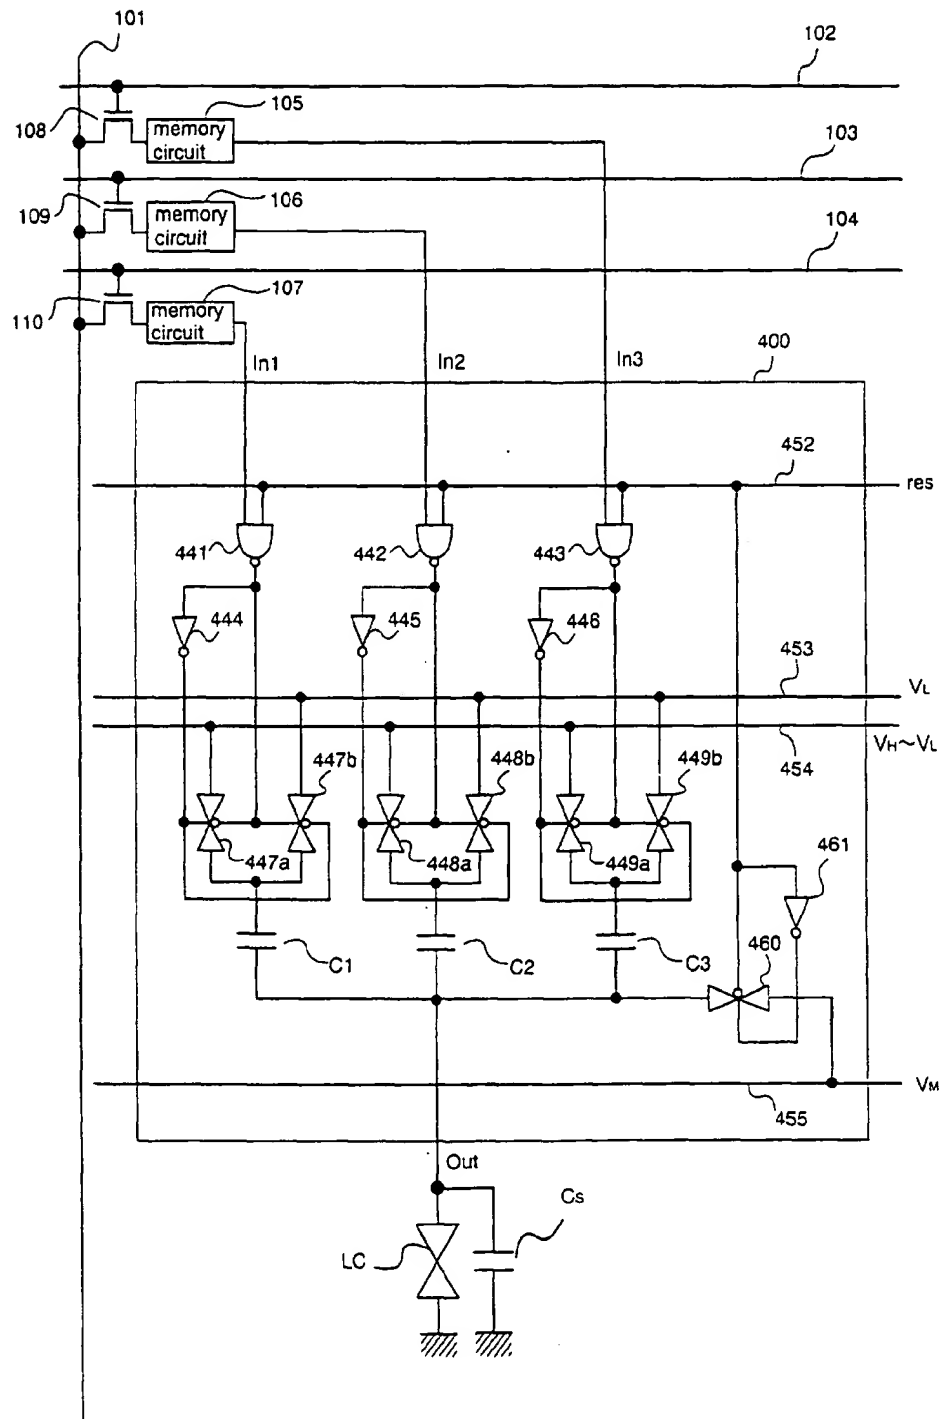 101
102
105
108
memory
circuit
103
109
106
memory
circuit
104
110
107
memory
circuit
In1
In2
In3
400
452
res
441
442
443
444
445
446
453
VL
VH~VL
454
447b
448b
449b
447a
448a
449a
461
460
C1
C2
C3
VM
455
Out
Cs
LC